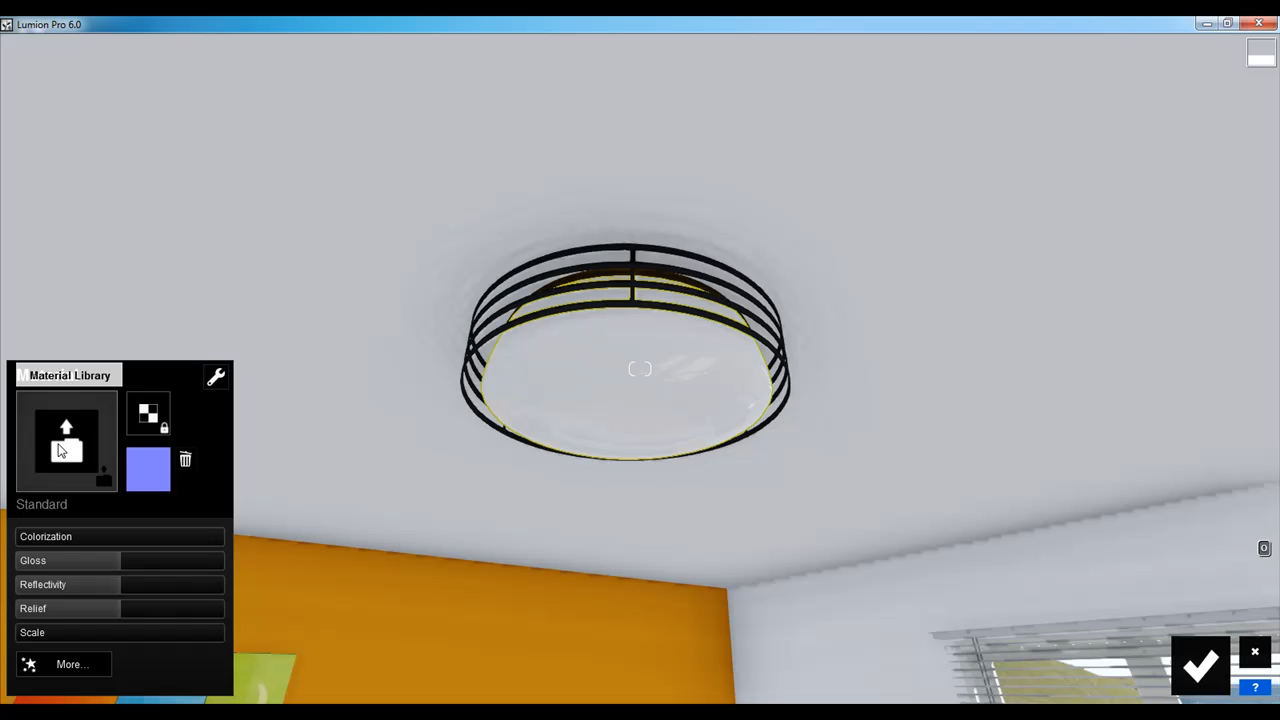 Lumion Pro 6.0
Material Library
Standard
Colorization
Gloss
Reflectivity
Relief
Scale
More...
?